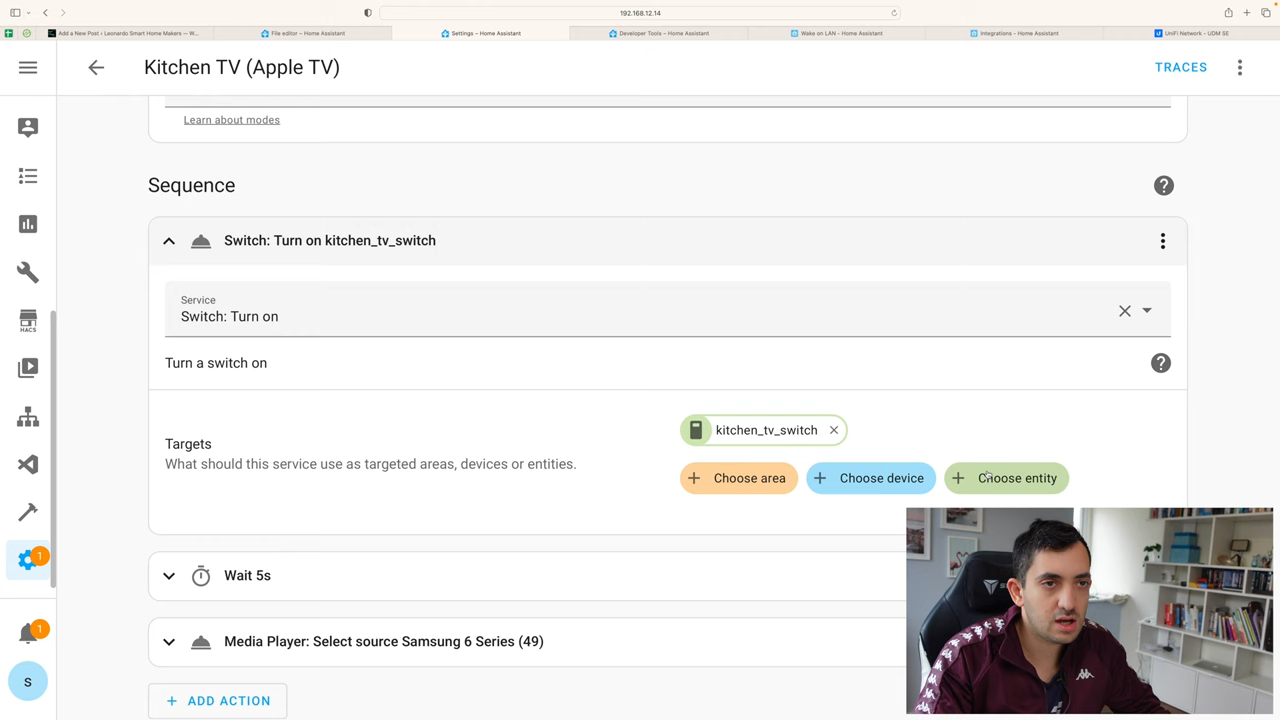 192.168.12.14
Add a New Post ‹ Leonardo Smart Home Makers — W...
File editor – Home Assistant
Settings – Home Assistant
Developer Tools – Home Assistant
Wake on LAN - Home Assistant
Integrations - Home Assistant
UniFi Network - UDM SE
Kitchen TV (Apple TV)
TRACES
Learn about modes
Sequence
Switch: Turn on kitchen_tv_switch
Service
Switch: Turn on
Turn a switch on
kitchen_tv_switch
Targets
What should this service use as targeted areas, devices or entities.
Choose area
Choose device
Choose entity
Wait 5s
Media Player: Select source Samsung 6 Series (49)
ADD ACTION
HACS
1
1
s